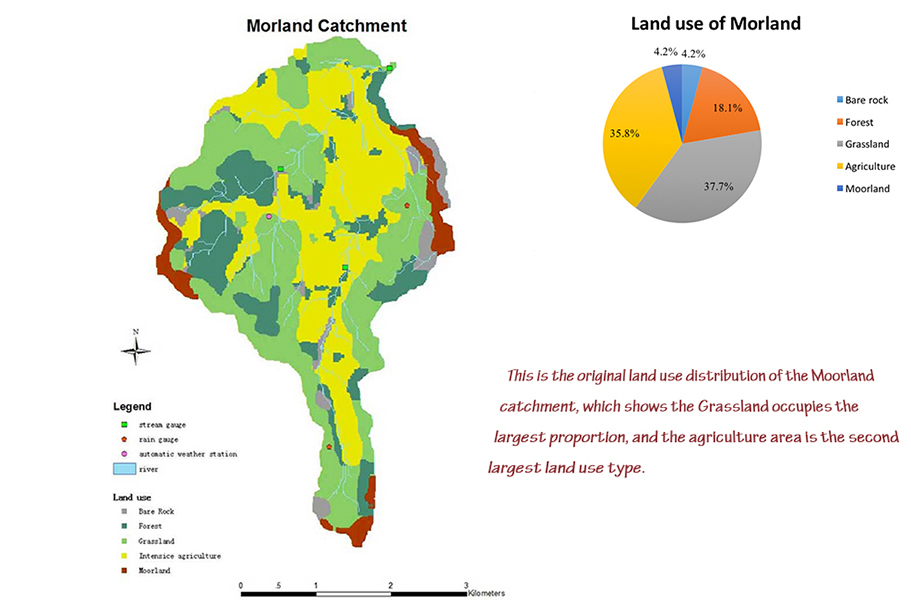 Morland Catchment
N
Legend
stream gauge
rain gauge
automatic weather station
river
Land use
Bare Rock
Forest
Grassland
Intensice agriculture
Moorland
0 .5 1 2 3
Kilometers
Land use of Morland
4.2% 4.2%
18.1%
35.8%
37.7%
Bare rock
Forest
Grassland
Agriculture
Moorland
This is the original land use distribution of the Moorland
catchment, which shows the Grassland occupies the
largest proportion, and the agriculture area is the second
largest land use type.